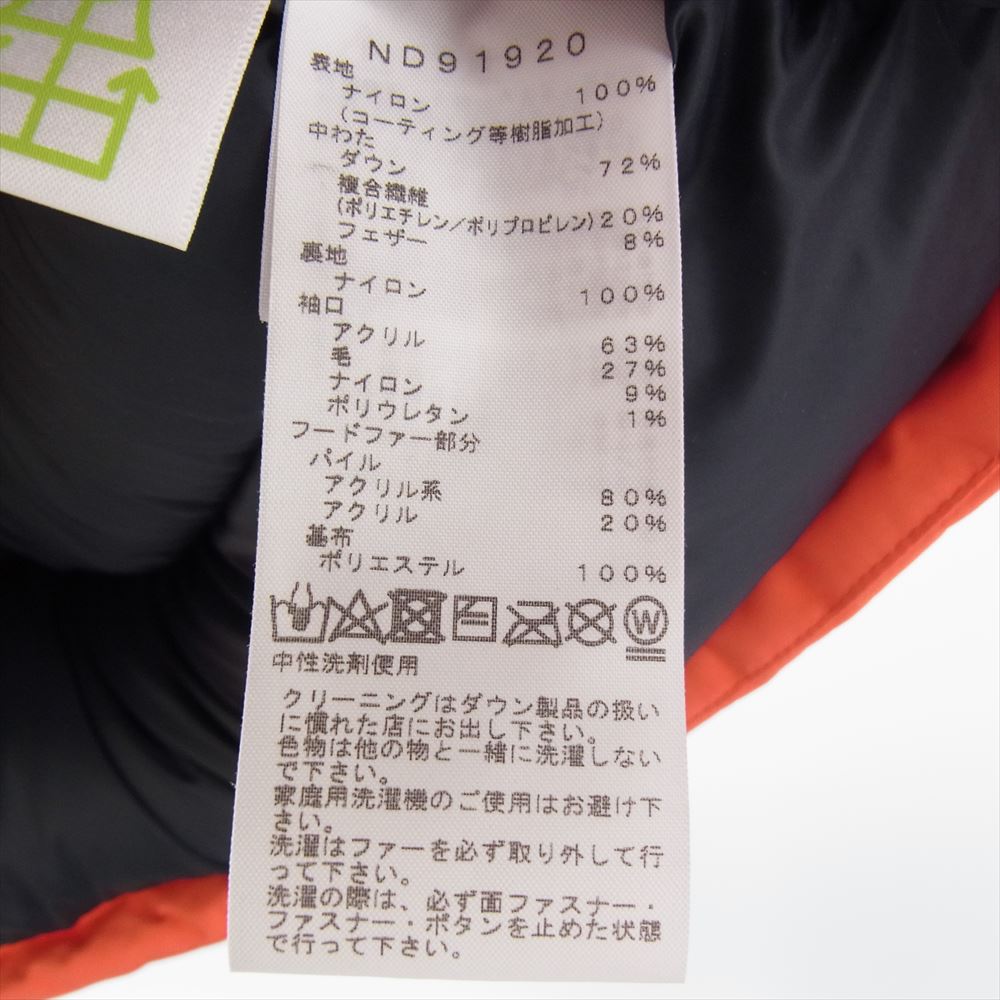 ND91920
表地
ナイロン 100%
(コーティング等樹脂加工)
中わた
ダウン 72%
複合繊維
(ポリエチレン/ポリプロピレン) 20%
フェザー 8%
裏地
ナイロン 100%
袖口
アクリル 63%
毛 27%
ナイロン 9%
ポリウレタン 1%
フードファー部分
パイル
アクリル系 80%
アクリル 20%
基布
ポリエステル 100%
W
中性洗剤使用
クリーニングはダウン製品の扱い
に慣れた店にお出し下さい。
色物は他の物と一緒に洗濯しない
で下さい。
家庭用洗濯機のご使用はお避け下
さい。
洗濯はファーを必ず取り外して行
って下さい。
洗濯の際は、必ず面ファスナー・
ファスナー・ボタンを止めた状態
で行って下さい。